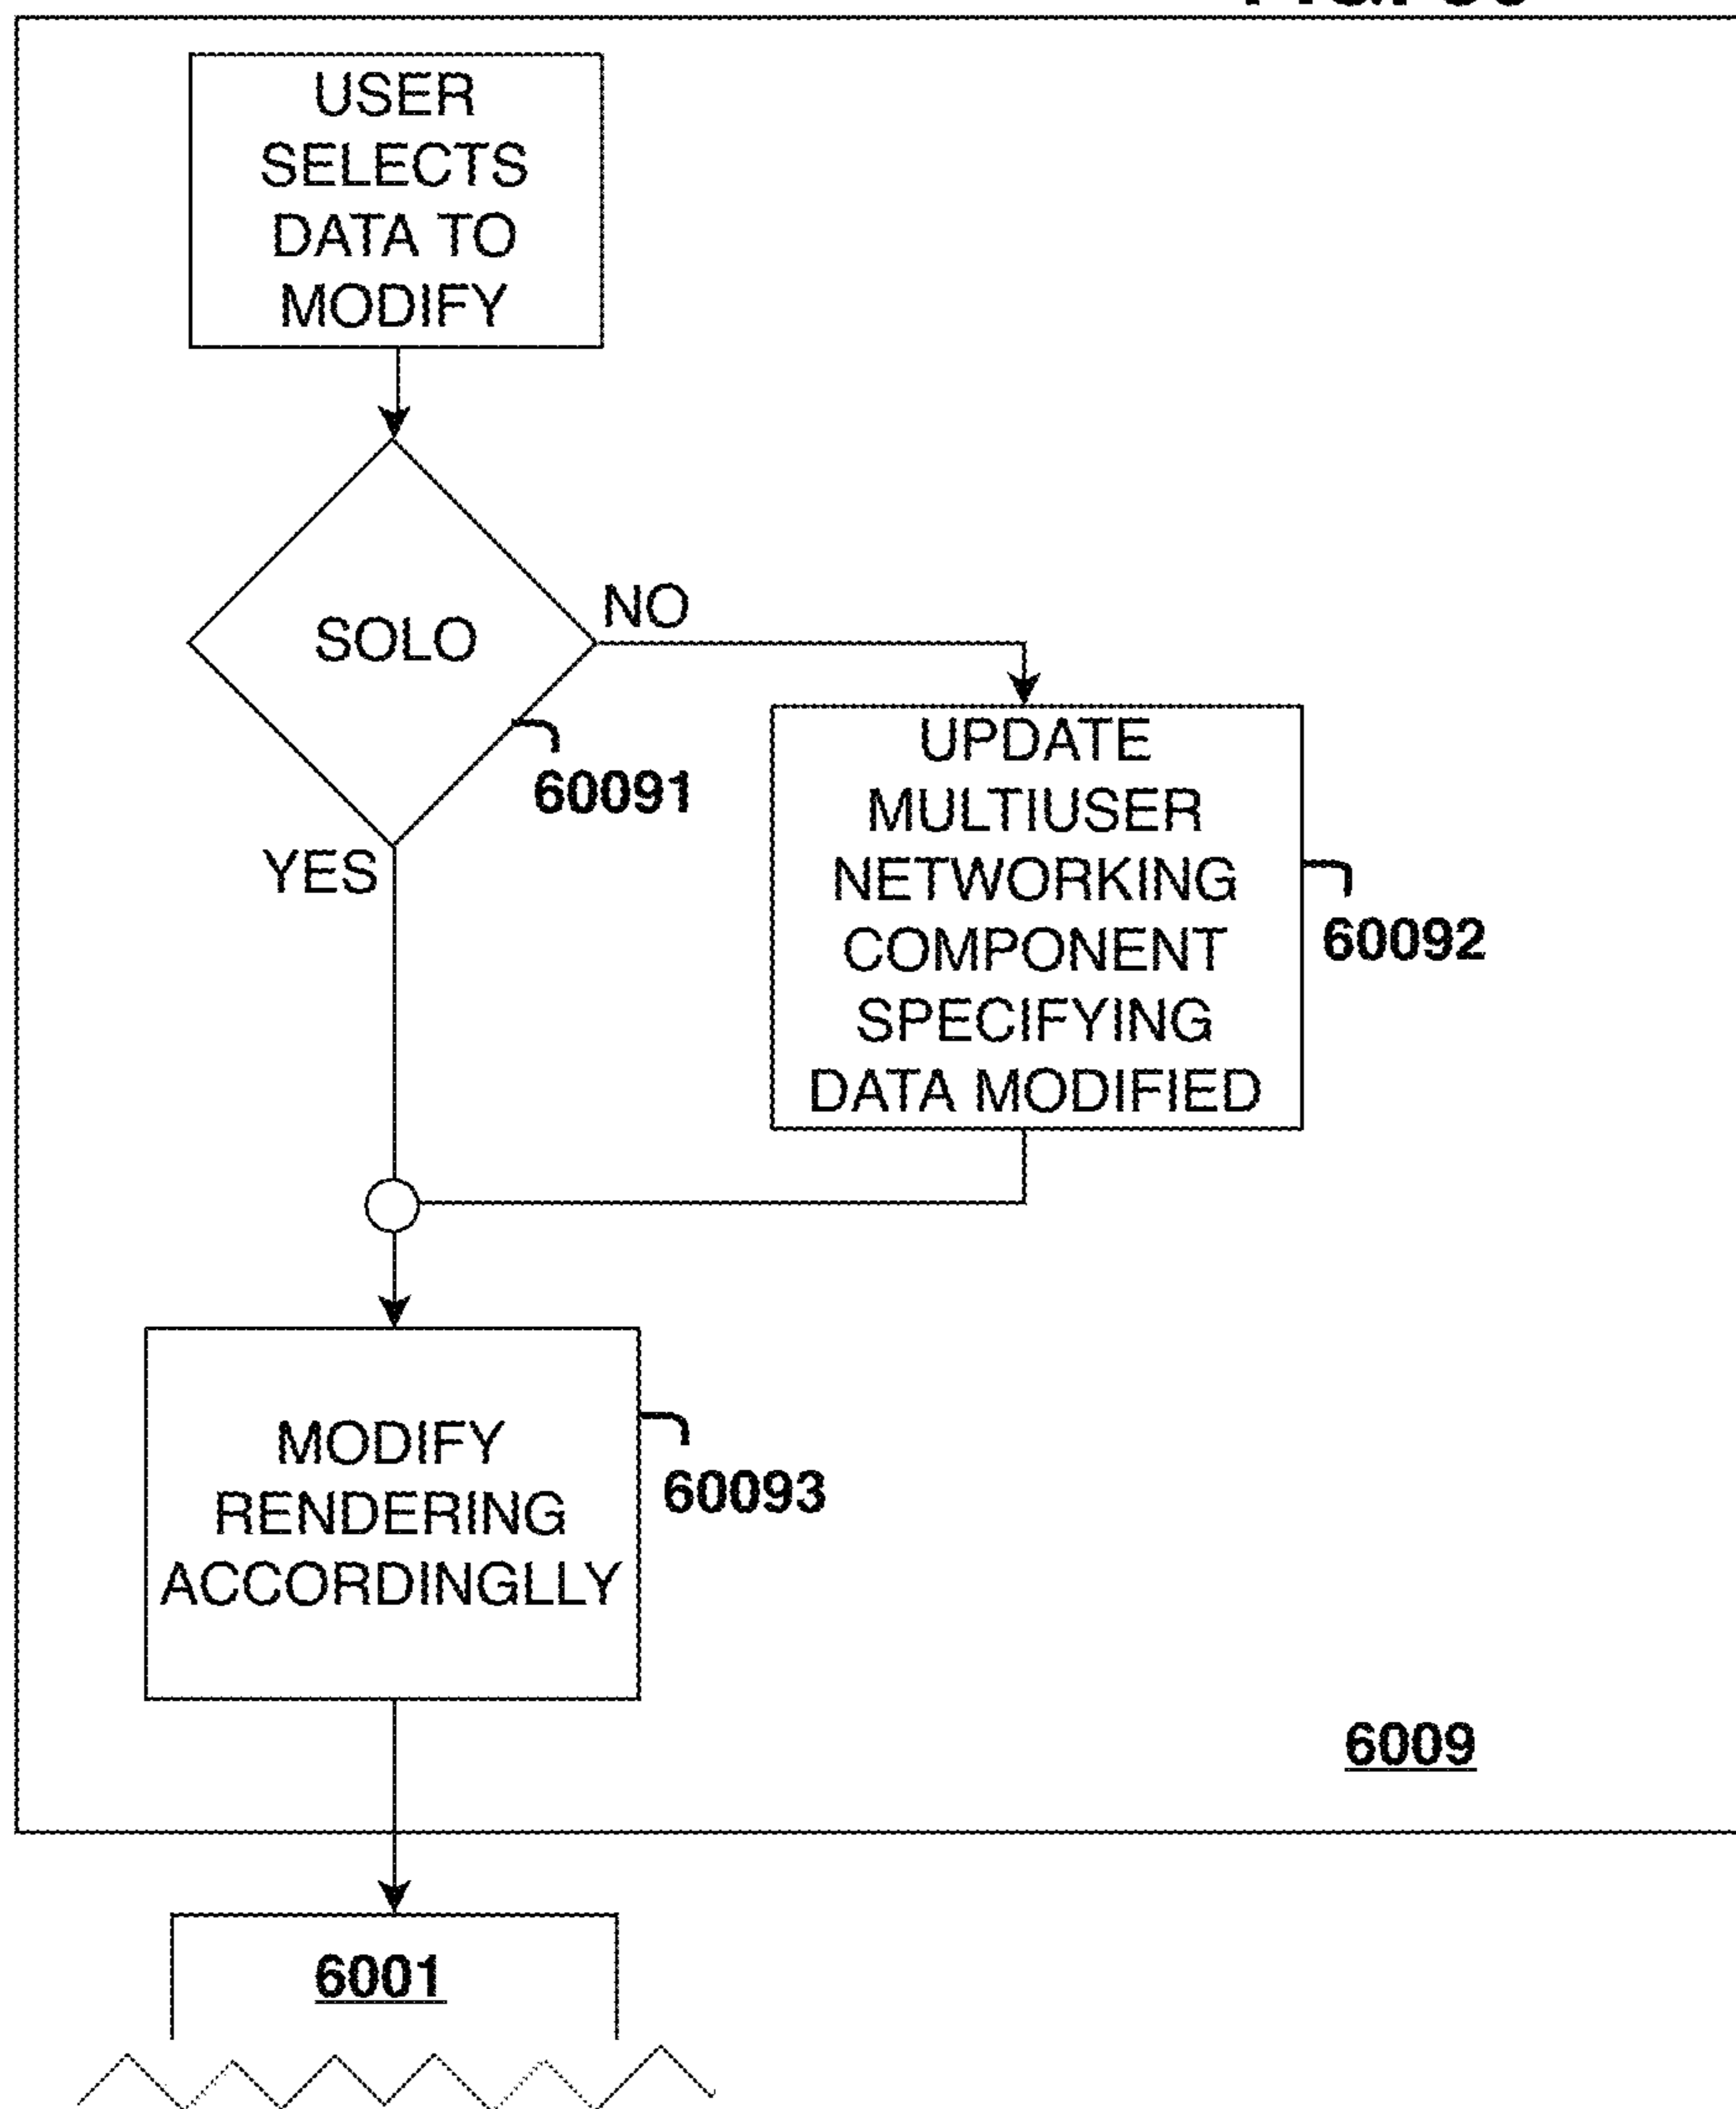 USER
SELECTS
DATA TO
MODIFY
SOLO
NO
60091
YES
UPDATE
MULTIUSER
NETWORKING
COMPONENT
SPECIFYING
DATA MODIFIED
60092
MODIFY
RENDERING
ACCORDINGLLY
60093
6009
6001